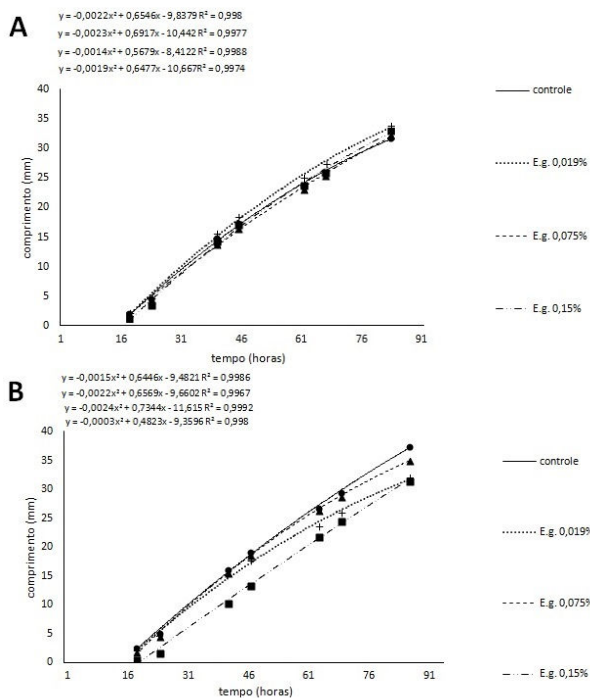 A
y = -0,0022x² + 0,6546x - 9,8379 R² = 0,998
y = -0,0023x² + 0,6917x - 10,442 R² = 0,9977
y = -0,0014x² + 0,5679x - 8,4122 R² = 0,9988
y = -0,0019x² + 0,6477x - 10,667 R² = 0,9974
40
35
30
25
20
15
10
5
0
comprimento (mm)
1 16 31 46 61 76 91
tempo (horas)
controle
E.g. 0,019%
E.g. 0,075%
E.g. 0,15%
B
y = -0,0015x² + 0,6446x - 9,4821 R² = 0,9986
y = -0,0022x² + 0,6569x - 9,6602 R² = 0,9967
y = -0,0024x² + 0,7344x - 11,615 R² = 0,9992
y = -0,0003x² + 0,4823x - 9,3596 R² = 0,998
40
35
30
25
20
15
10
5
0
comprimento (mm)
1 16 31 46 61 76 91
tempo (horas)
controle
E.g. 0,019%
E.g. 0,075%
E.g. 0,15%